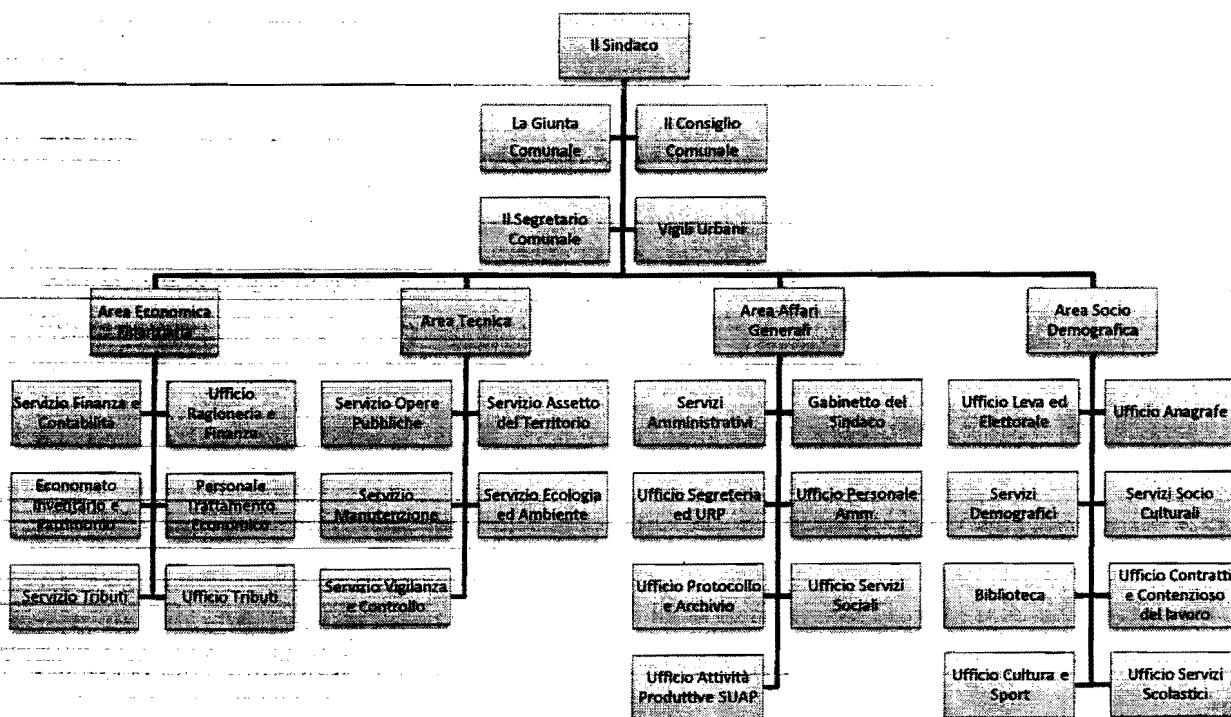 Il Sindaco
La Giunta
Comunale
Il Consiglio
Comunale
Il Segretario
Comunale
Vigili Urbani
Area Economica
Finanziaria
Area Tecnica
Area Affari
Generali
Area Socio
Demografica
Servizio Finanza e
Contabilità
Ufficio
Ragioneria e
Finanza
Servizio Opere
Pubbliche
Servizio Assetto
del Territorio
Servizi
Amministrativi
Gabinetto del
Sindaco
Ufficio Leva ed
Elettorale
Ufficio Anagrafe
Economato
Inventario e
Patrimonio
Personale
Trattamento
Economico
Servizio
Manutenzione
Servizio Ecologia
ed Ambiente
Ufficio Segreteria
ed URP
Ufficio Personale
Amm.
Servizi
Demografici
Servizi Socio
Culturali
Servizio Tributi
Ufficio Tributi
Servizio Vigilanza
e Controllo
Ufficio Protocollo
e Archivio
Ufficio Servizi
Sociali
Biblioteca
Ufficio Contratti
e Contenzioso
del lavoro
Ufficio Attività
Produttive SUAP
Ufficio Cultura e
Sport
Ufficio Servizi
Scolastici